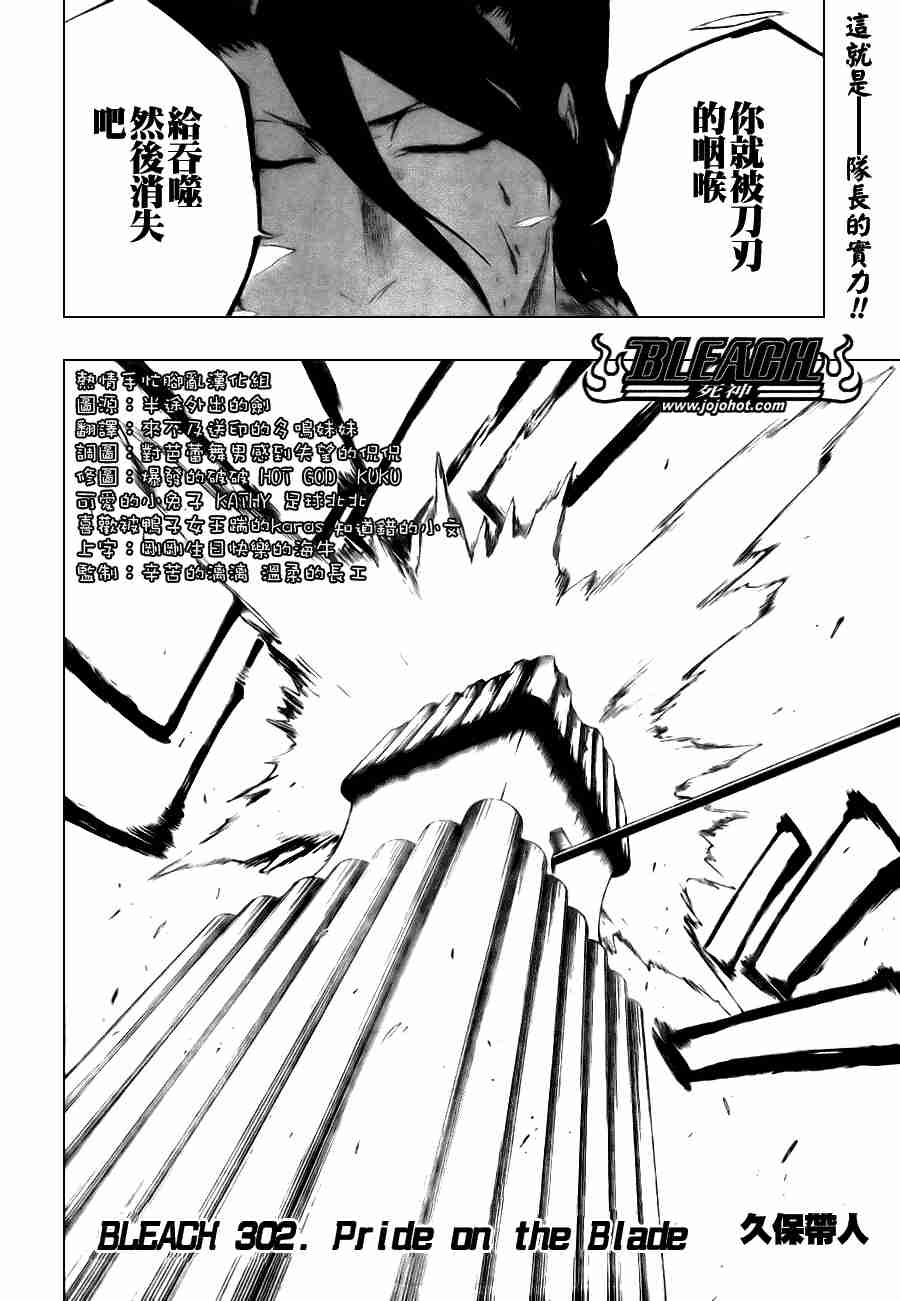 這就是——隊長的實力!!
你就被刀刃
的咽喉
給吞噬
然後消失
吧
BLEACH
死神
www.jojohot.com
熱情手忙腳亂漢化組
圖源：半途外出的劍
翻譯：來不及送印的多鳴妹妹
調圖：對芭蕾舞男感到失望的侃侃
修圖：爆發的破破 HOT GOD KUKU
可愛的小兔子 KATHY 足球北北
喜歡被鴨子女王踹的karas 知道錯的小文
上字：剛剛生日快樂的海牛
監制：辛苦的滴滴 溫柔的長工
BLEACH 302. Pride on the Blade
久保帶人